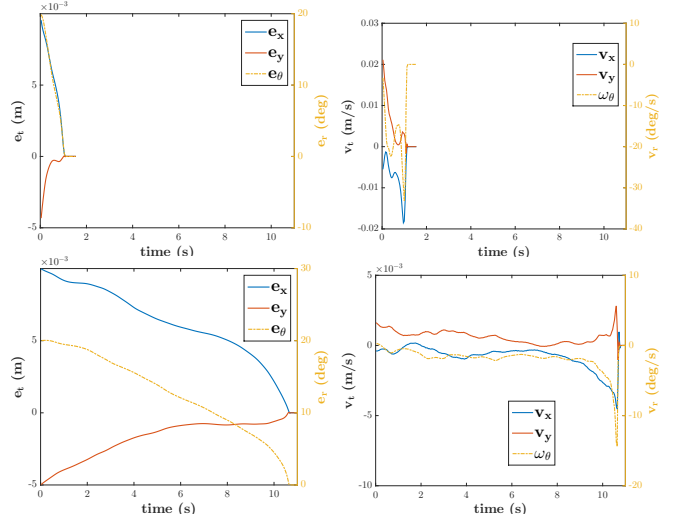 ×10⁻³
5
0
-5
0
2
4
6
8
10
20
10
0
-10
time (s)
e_t (m)
e_r (deg)
e_x
e_y
e_θ
0.03
0.02
0.01
0
-0.01
-0.02
0
2
4
6
8
10
10
0
-10
-20
-30
-40
time (s)
v_t (m/s)
v_r (deg/s)
v_x
v_y
ω_θ
×10⁻³
5
0
-5
0
2
4
6
8
10
30
20
10
0
time (s)
e_t (m)
e_r (deg)
e_x
e_y
e_θ
×10⁻³
5
0
-5
-10
0
2
4
6
8
10
10
0
-10
-20
time (s)
v_t (m/s)
v_r (deg/s)
v_x
v_y
ω_θ